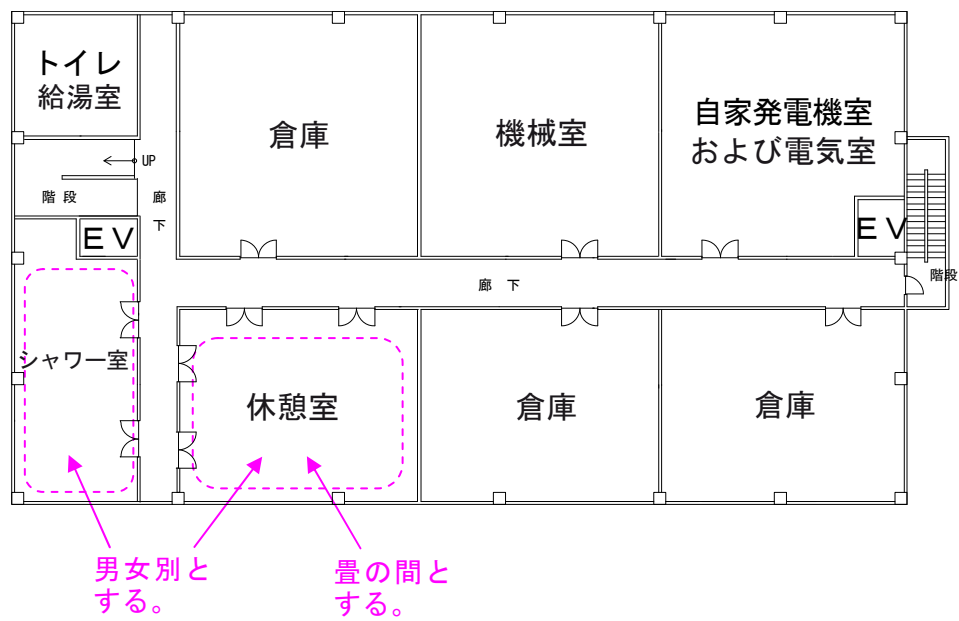 トイレ
給湯室
倉庫
機械室
自家発電機室
および電気室
UP
階段
廊
下
ＥＶ
ＥＶ
階段
廊下
シャワー室
休憩室
倉庫
倉庫
男女別と
する。
畳の間と
する。